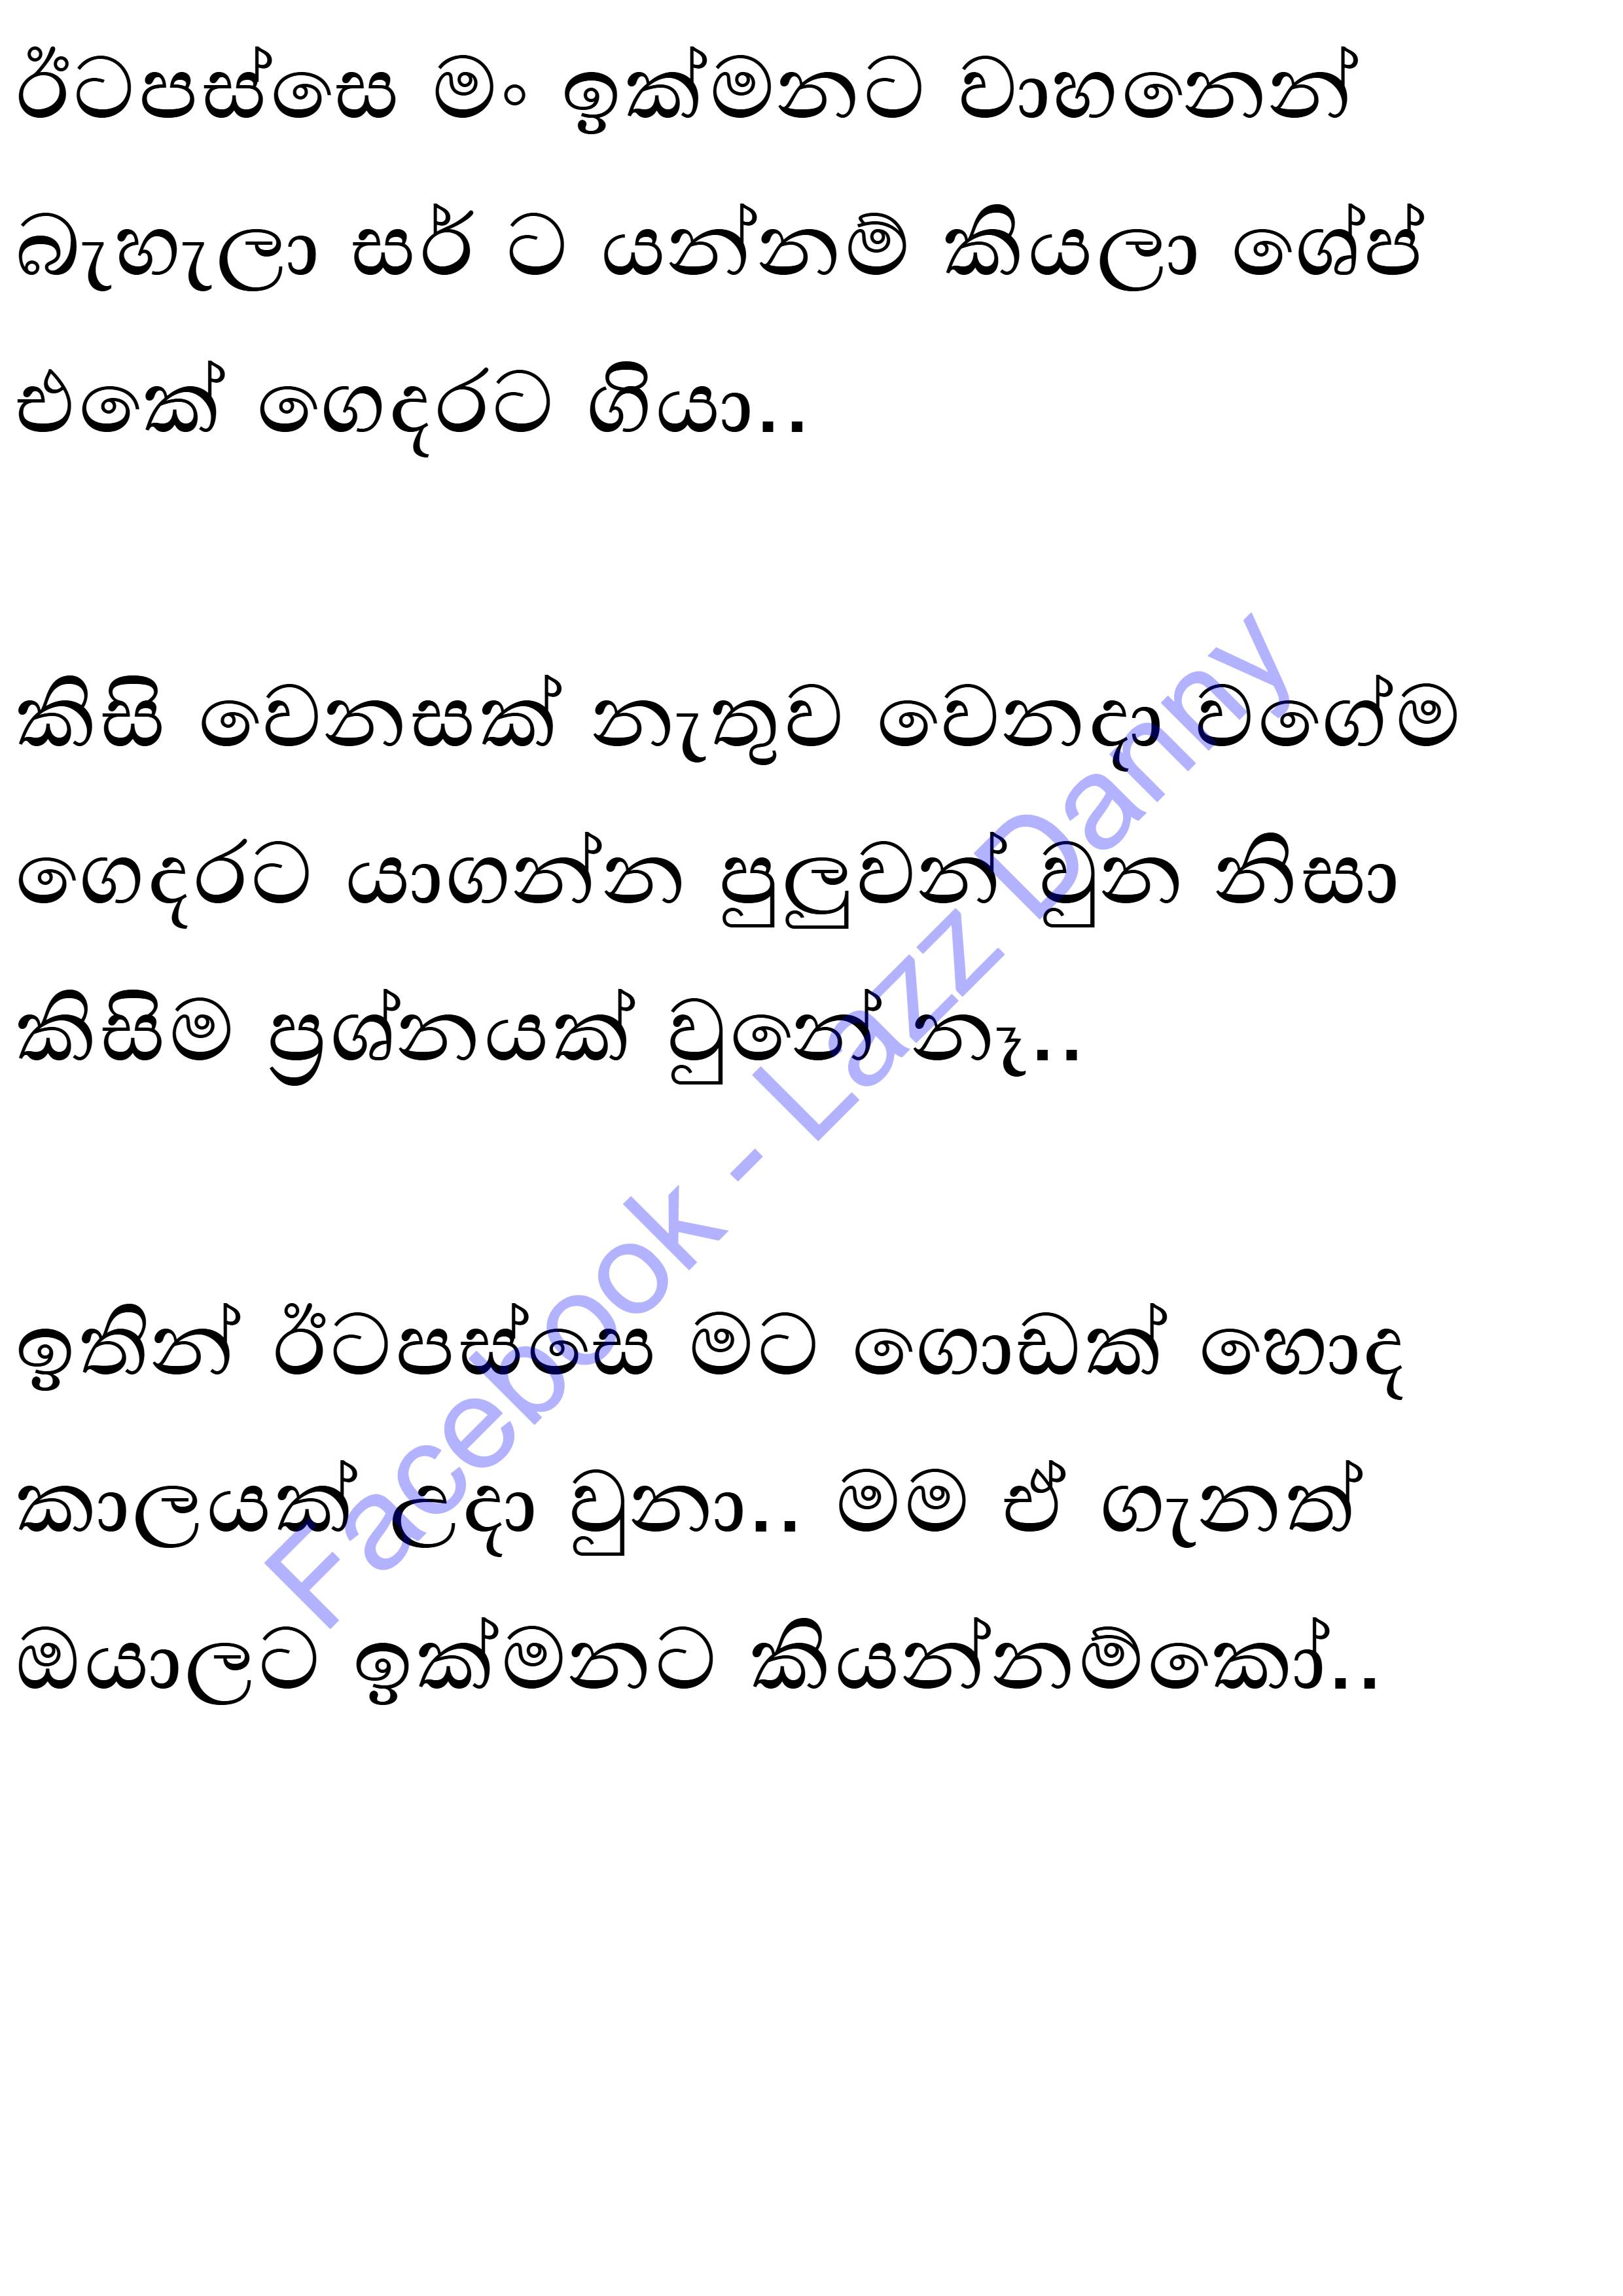 ඊටපස්සෙ මං ඉක්මනට වාහනෙන්
බැහැලා සර් ට යන්නම් කියලා ශේප්
එකේ ගෙදරට ගියා..
කිසි වෙනසක් නැතුව වෙනදා වගේම
ගෙදරට යාගන්න පුලුවන් වුන නිසා
කිසිම ප්‍රශ්නයක් වුනේ නෑ..
ඉතින් ඊටපස්සෙ මට ගොඩක් හොද
කාලයක් උදා වුනා.. මම ඒ ගැනත්
ඔයාලට ඉක්මනට කියන්නම්කෝ..
Facebook - Lazz Danny